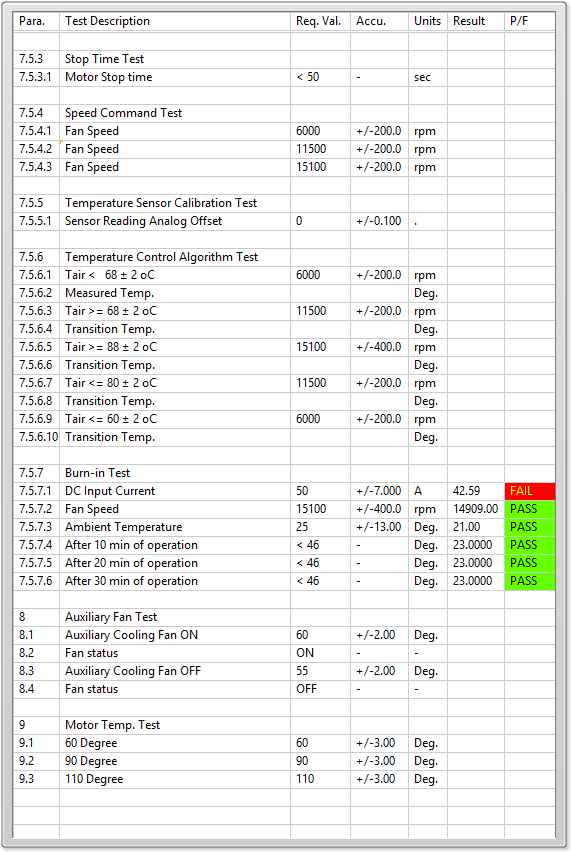 Para. Test Description Req. Val. Accu. Units Result P/F
7.5.3 Stop Time Test
7.5.3.1 Motor Stop time < 50 - sec
7.5.4 Speed Command Test
7.5.4.1 Fan Speed 6000 +/-200.0 rpm
7.5.4.2 Fan Speed 11500 +/-200.0 rpm
7.5.4.3 Fan Speed 15100 +/-200.0 rpm
7.5.5 Temperature Sensor Calibration Test
7.5.5.1 Sensor Reading Analog Offset 0 +/-0.100 .
7.5.6 Temperature Control Algorithm Test
7.5.6.1 Tair < 68 ± 2 oC 6000 +/-200.0 rpm
7.5.6.2 Measured Temp. Deg.
7.5.6.3 Tair >= 68 ± 2 oC 11500 +/-200.0 rpm
7.5.6.4 Transition Temp. Deg.
7.5.6.5 Tair >= 88 ± 2 oC 15100 +/-400.0 rpm
7.5.6.6 Transition Temp. Deg.
7.5.6.7 Tair <= 80 ± 2 oC 11500 +/-200.0 rpm
7.5.6.8 Transition Temp. Deg.
7.5.6.9 Tair <= 60 ± 2 oC 6000 +/-200.0 rpm
7.5.6.10 Transition Temp. Deg.
7.5.7 Burn-in Test
7.5.7.1 DC Input Current 50 +/-7.000 A 42.59 FAIL
7.5.7.2 Fan Speed 15100 +/-400.0 rpm 14909.00 PASS
7.5.7.3 Ambient Temperature 25 +/-13.00 Deg. 21.00 PASS
7.5.7.4 After 10 min of operation < 46 - Deg. 23.0000 PASS
7.5.7.5 After 20 min of operation < 46 - Deg. 23.0000 PASS
7.5.7.6 After 30 min of operation < 46 - Deg. 23.0000 PASS
8 Auxiliary Fan Test
8.1 Auxiliary Cooling Fan ON 60 +/-2.00 Deg.
8.2 Fan status ON - -
8.3 Auxiliary Cooling Fan OFF 55 +/-2.00 Deg.
8.4 Fan status OFF - -
9 Motor Temp. Test
9.1 60 Degree 60 +/-3.00 Deg.
9.2 90 Degree 90 +/-3.00 Deg.
9.3 110 Degree 110 +/-3.00 Deg.